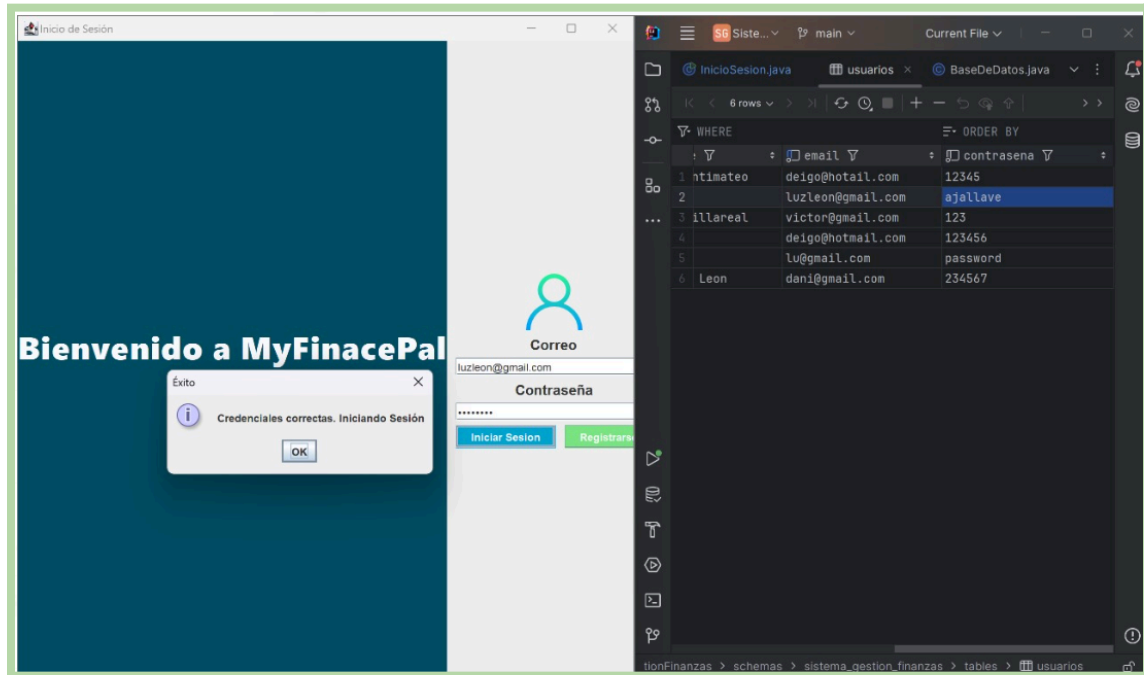 Inicio de Sesión
Bienvenido a MyFinacePal
Éxito
Credenciales correctas. Iniciando Sesión
OK
Correo
luzleon@gmail.com
Contraseña
••••••••
Iniciar Sesion Registrarse
SG Siste... main Current File
InicioSesion.java usuarios BaseDeDatos.java
6 rows
WHERE ORDER BY
email contrasena
1 ntimateo deigo@hotail.com 12345
2 luzleon@gmail.com ajallave
3 illareal victor@gmail.com 123
4 deigo@hotmail.com 123456
5 lu@gmail.com password
6 Leon dani@gmail.com 234567
tionFinanzas > schemas > sistema_gestion_finanzas > tables > usuarios